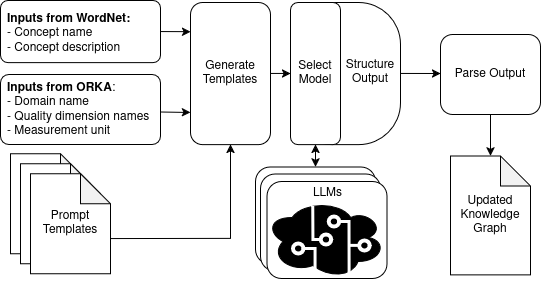 Inputs from WordNet:
- Concept name
- Concept description
Inputs from ORKA:
- Domain name
- Quality dimension names
- Measurement unit
Prompt
Templates
Generate
Templates
Select
Model
Structure
Output
LLMs
Parse Output
Updated
Knowledge
Graph